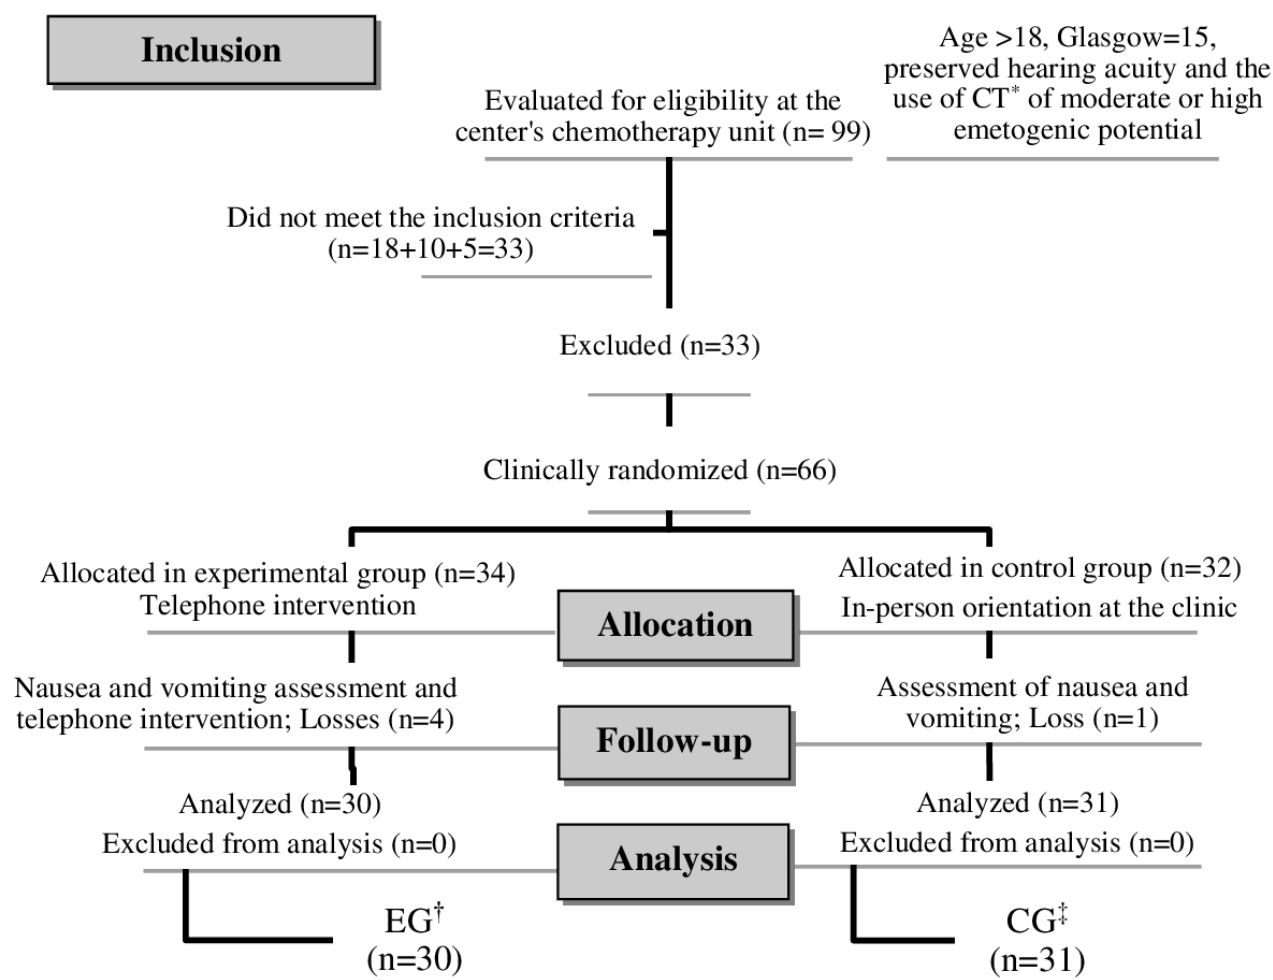 Inclusion
Age >18, Glasgow=15,
preserved hearing acuity and the
use of CT* of moderate or high
emetogenic potential
Evaluated for eligibility at the
center's chemotherapy unit (n= 99)
Did not meet the inclusion criteria
(n=18+10+5=33)
Excluded (n=33)
Clinically randomized (n=66)
Allocated in experimental group (n=34)
Telephone intervention
Allocation
Allocated in control group (n=32)
In-person orientation at the clinic
Nausea and vomiting assessment and
telephone intervention; Losses (n=4)
Follow-up
Assessment of nausea and
vomiting; Loss (n=1)
Analyzed (n=30)
Excluded from analysis (n=0)
Analysis
Analyzed (n=31)
Excluded from analysis (n=0)
EG†
(n=30)
CG‡
(n=31)